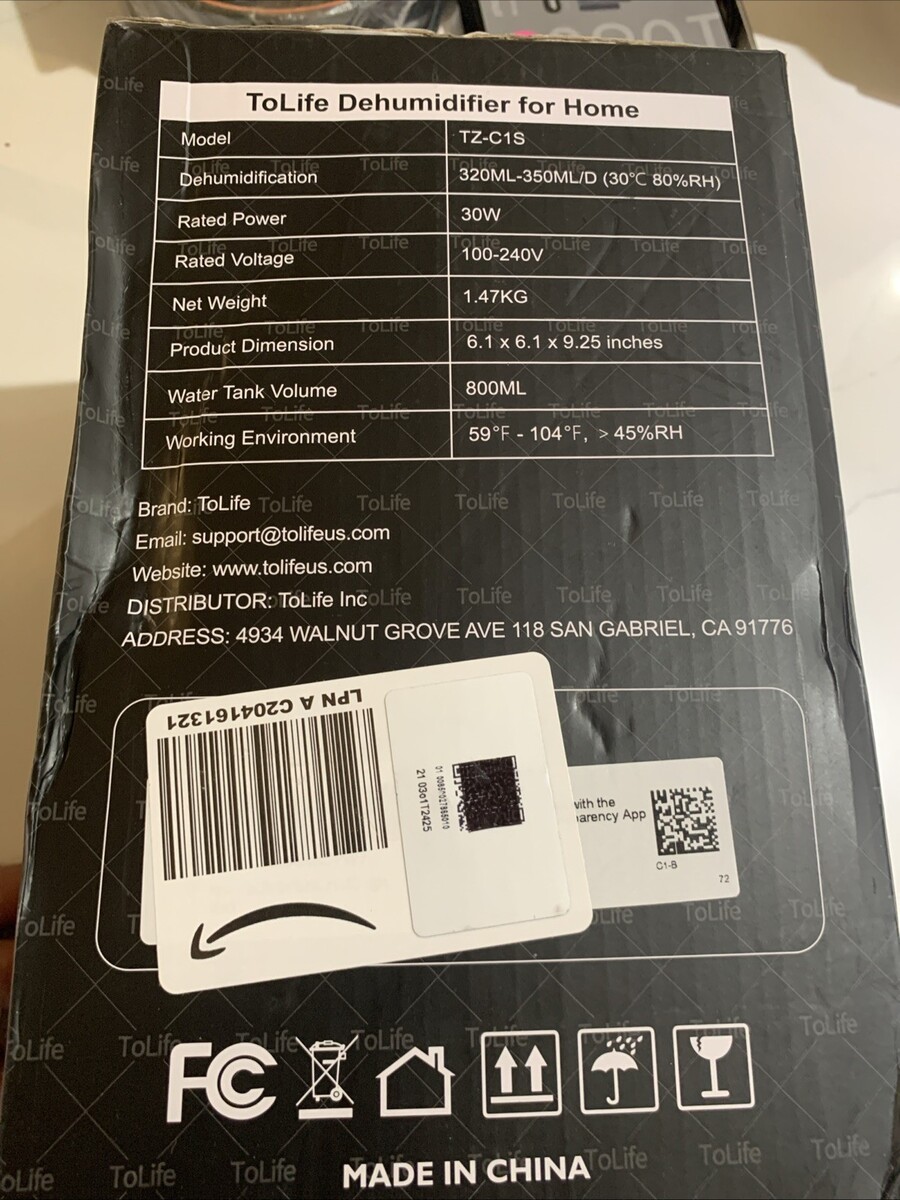 ToLife Dehumidifier for Home
Model TZ-C1S
Dehumidification 320ML-350ML/D (30℃ 80%RH)
Rated Power 30W
Rated Voltage 100-240V
Net Weight 1.47KG
Product Dimension 6.1 x 6.1 x 9.25 inches
Water Tank Volume 800ML
Working Environment 59°F - 104°F, > 45%RH
Brand: ToLife
Email: support@tolifeus.com
Website: www.tolifeus.com
DISTRIBUTOR: ToLife Inc
ADDRESS: 4934 WALNUT GROVE AVE 118 SAN GABRIEL, CA 91776
LPN A C204161321
with the
arency App
C1-B
72
FC
MADE IN CHINA
ToLife